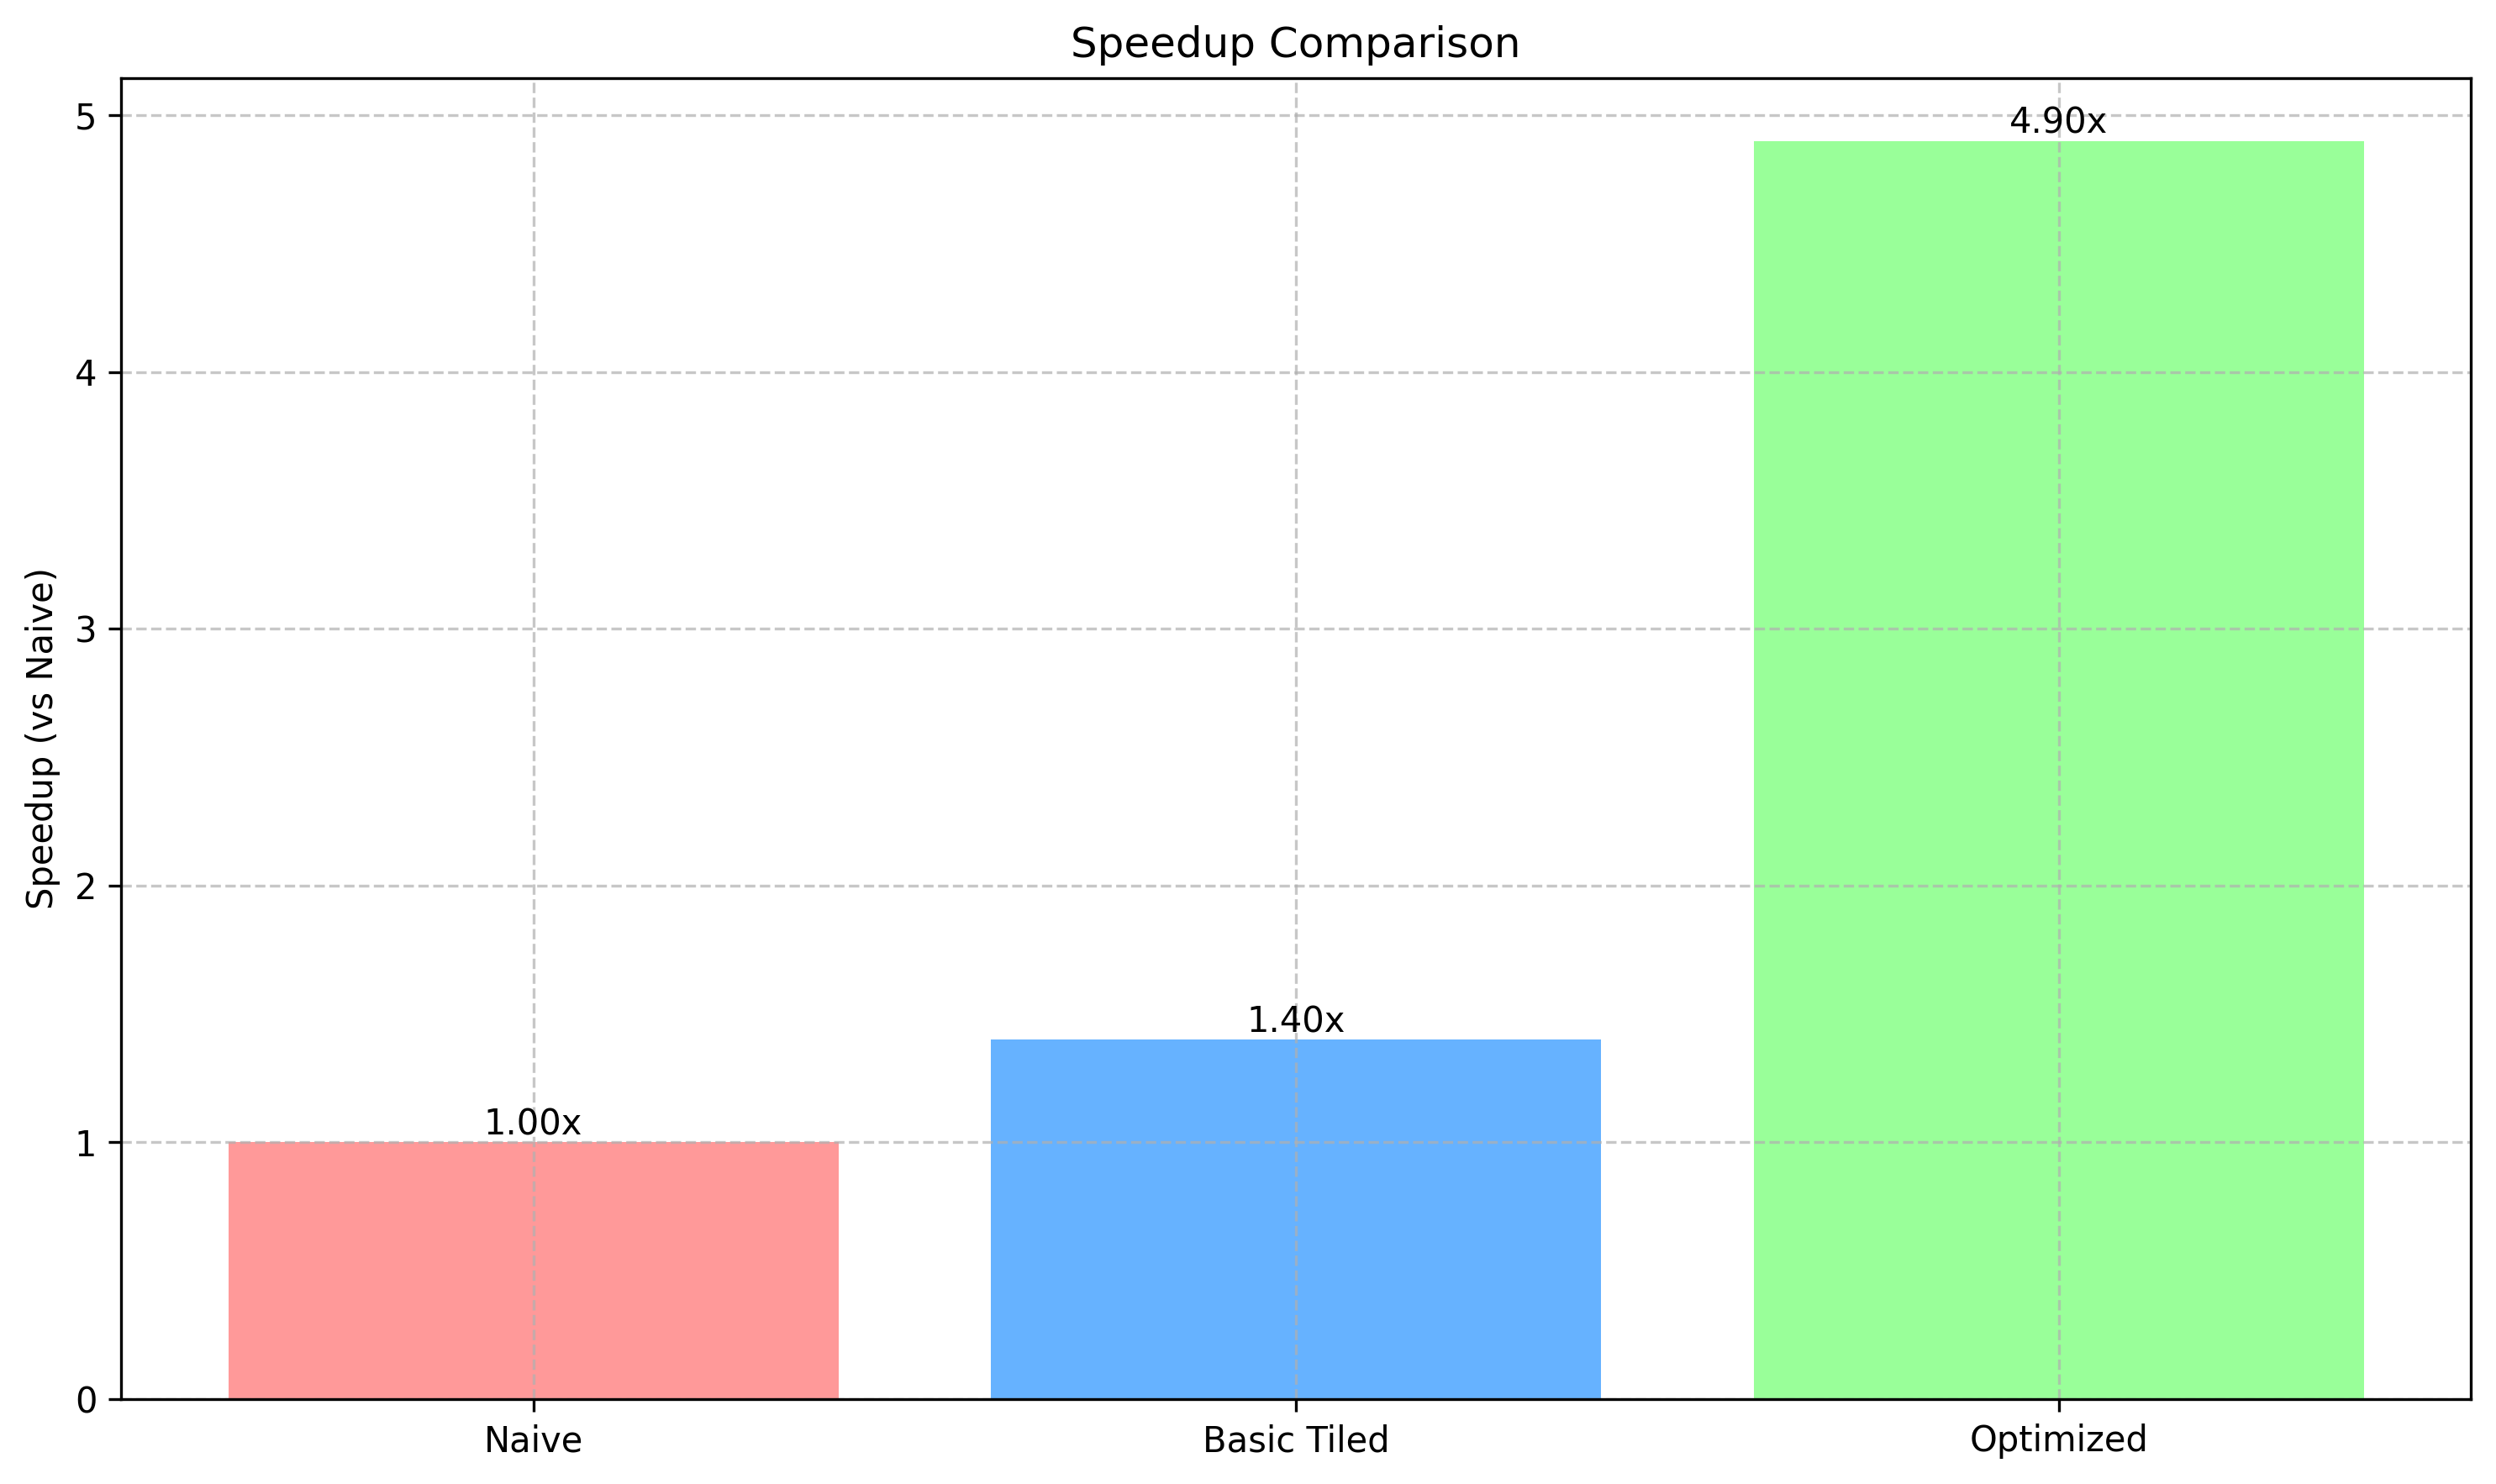 Speedup Comparison
Speedup (vs Naive)
5
4
3
2
1
0
1.00x
1.40x
4.90x
Naive
Basic Tiled
Optimized